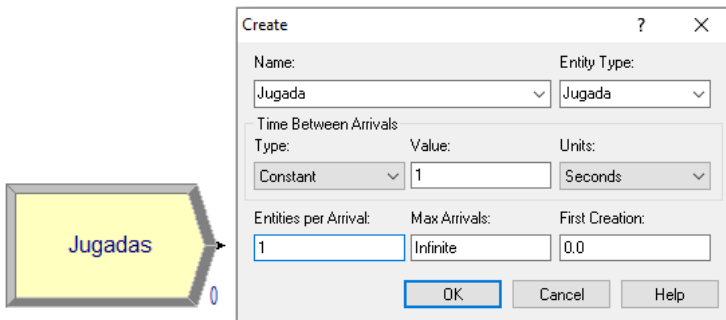 Create ?
Name: Entity Type:
Jugada Jugada
Time Between Arrivals
Type: Value: Units:
Constant 1 Seconds
Entities per Arrival: Max Arrivals: First Creation:
1 Infinite 0.0
OK Cancel Help
Jugadas
0